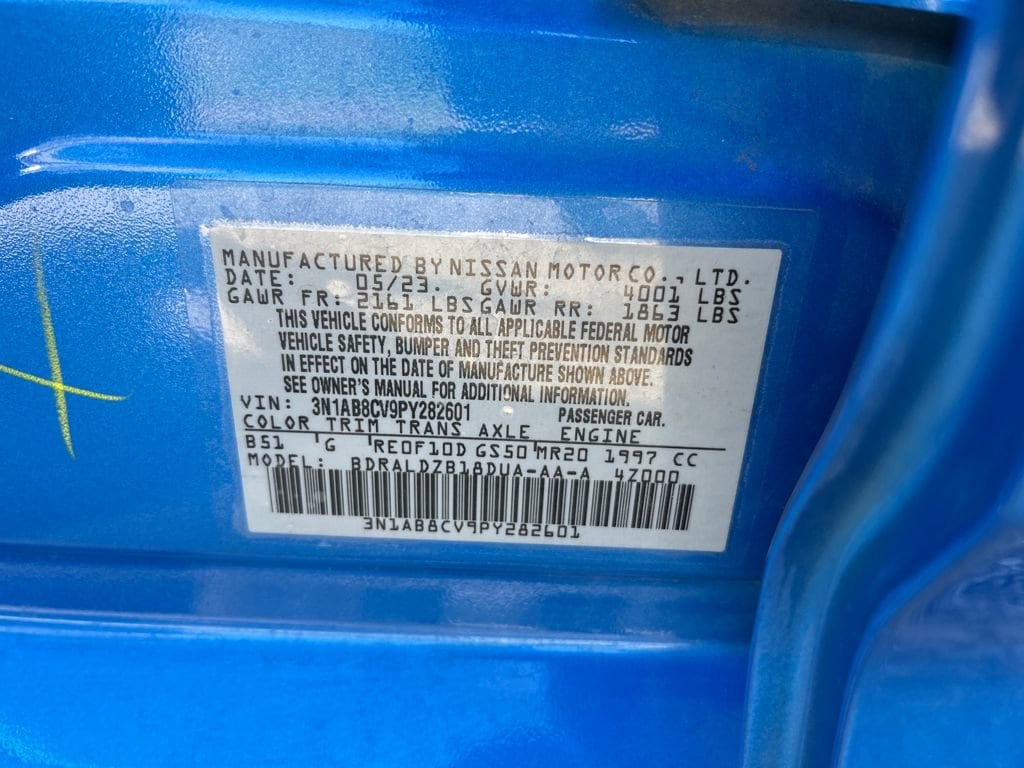 MANUFACTURED BY NISSAN MOTOR CO., LTD.
DATE: 05/23. GVWR: 4001 LBS
GAWR FR: 2161 LBS GAWR RR: 1863 LBS
THIS VEHICLE CONFORMS TO ALL APPLICABLE FEDERAL MOTOR
VEHICLE SAFETY, BUMPER AND THEFT PREVENTION STANDARDS
IN EFFECT ON THE DATE OF MANUFACTURE SHOWN ABOVE.
SEE OWNER'S MANUAL FOR ADDITIONAL INFORMATION.
VIN: 3N1AB8CV9PY282601 PASSENGER CAR.
COLOR TRIM TRANS AXLE ENGINE
B51 G RE0F10D GS50 MR20 1997 CC
MODEL: BDRALDZB18DUA-AA-A 4Z000
3N1AB8CV9PY282601